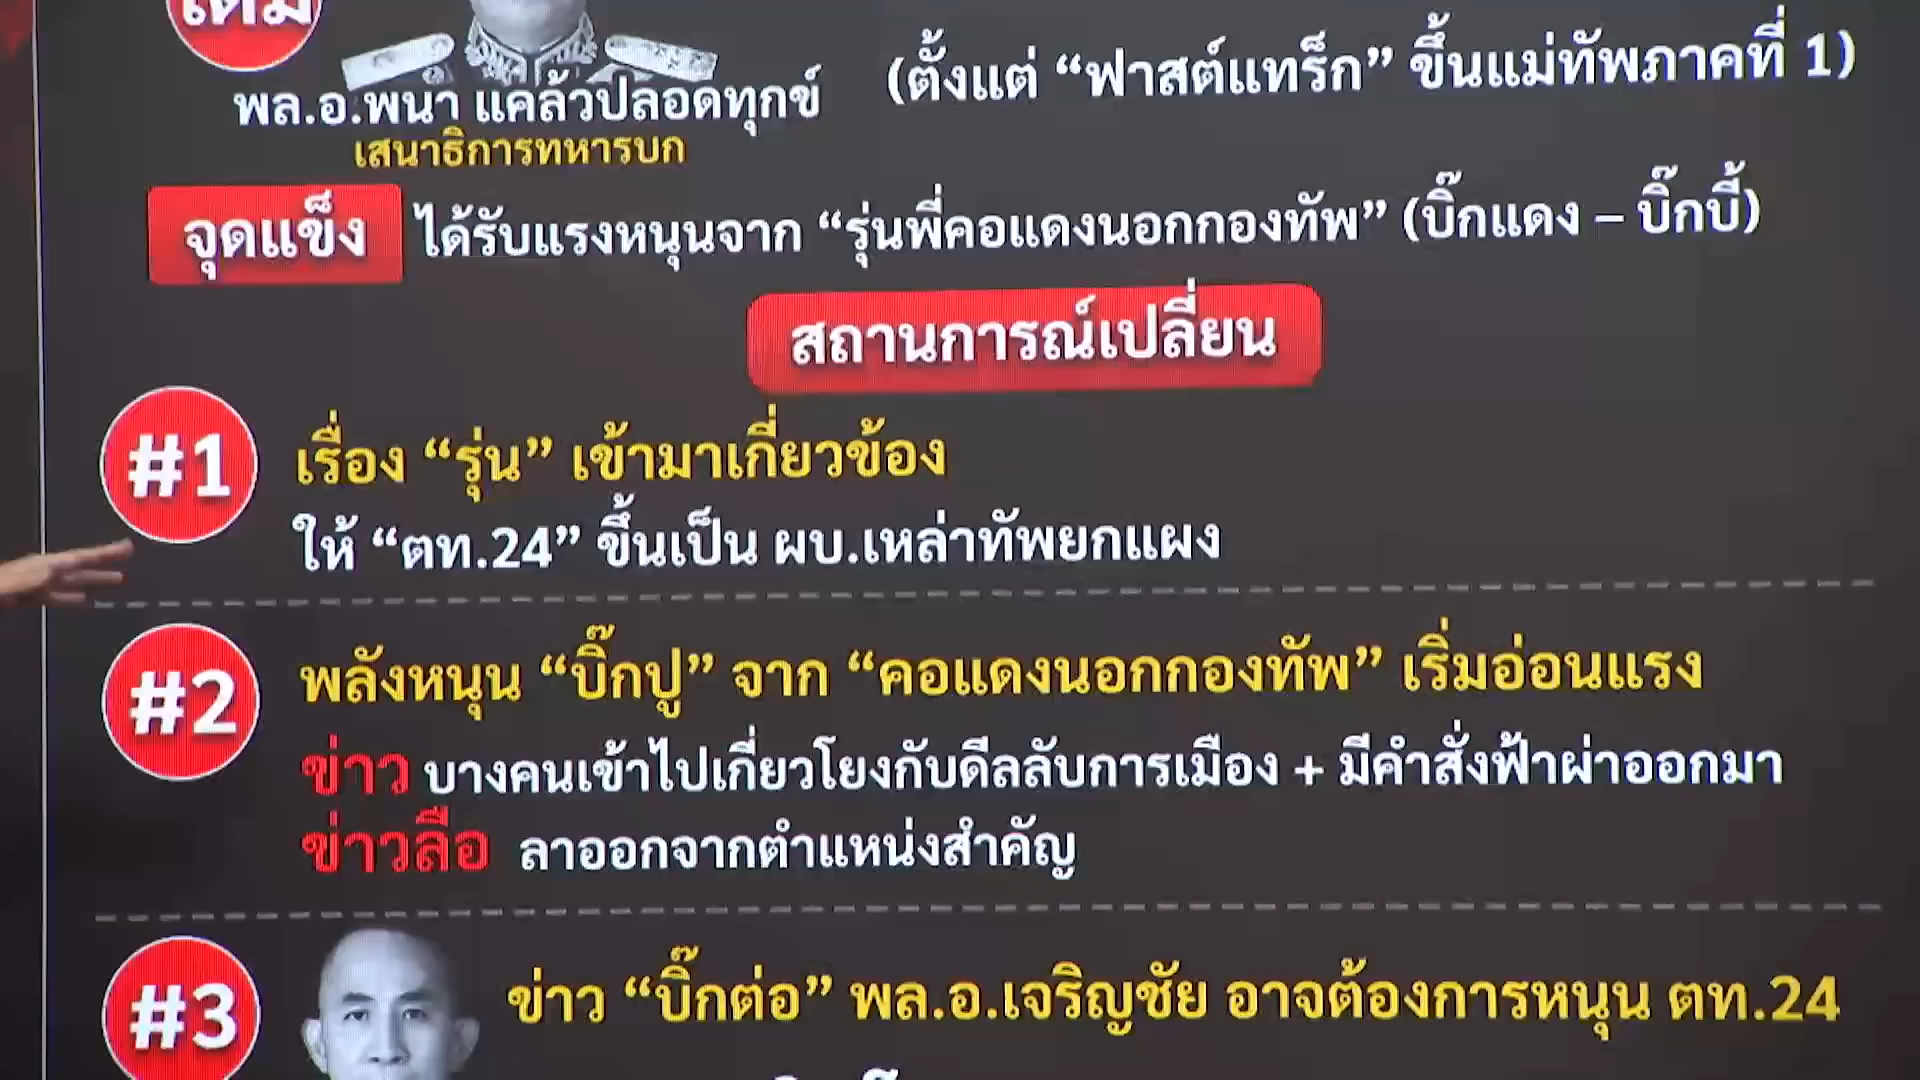 เดิม
(ตั้งแต่ “ฟาสต์แทร็ก” ขึ้นแม่ทัพภาคที่ 1)
พล.อ.พนา แคล้วปลอดทุกข์
เสนาธิการทหารบก
จุดแข็ง ได้รับแรงหนุนจาก “รุ่นพี่คอแดงนอกกองทัพ” (บิ๊กแดง – บิ๊กบี้)
สถานการณ์เปลี่ยน
#1 เรื่อง “รุ่น” เข้ามาเกี่ยวข้อง
ให้ “ตท.24” ขึ้นเป็น ผบ.เหล่าทัพยกแผง
#2 พลังหนุน “บิ๊กปู” จาก “คอแดงนอกกองทัพ” เริ่มอ่อนแรง
ข่าว บางคนเข้าไปเกี่ยวโยงกับดีลลับการเมือง + มีคำสั่งฟ้าผ่าออกมา
ข่าวลือ ลาออกจากตำแหน่งสำคัญ
#3 ข่าว “บิ๊กต่อ” พล.อ.เจริญชัย อาจต้องการหนุน ตท.24